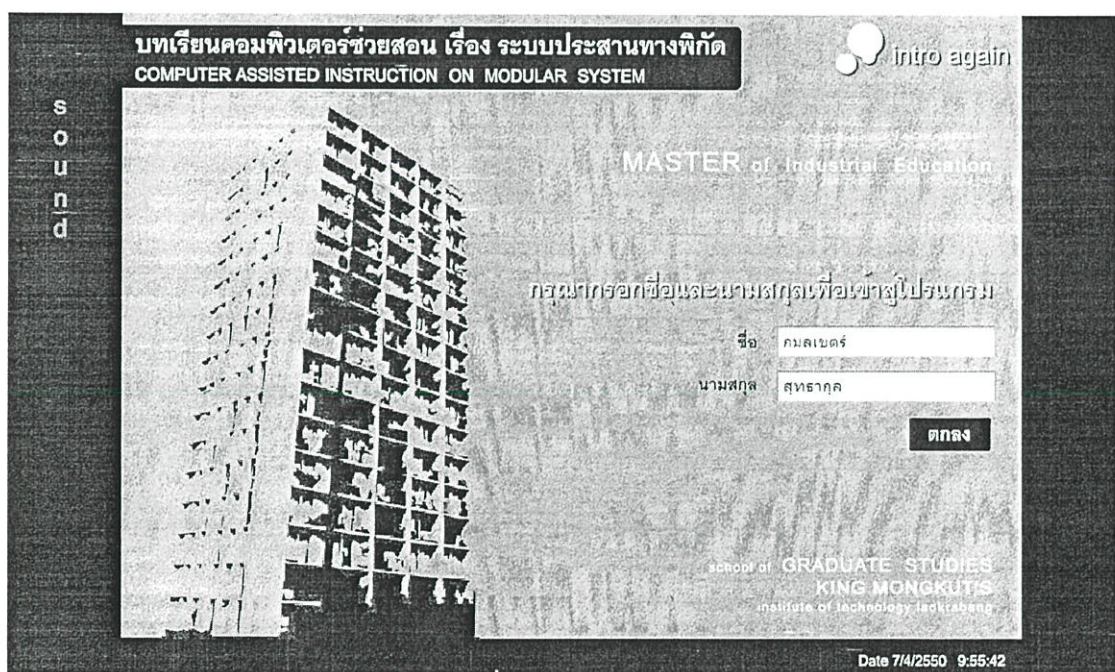 บทเรียนคอมพิวเตอร์ช่วยสอน เรื่อง ระบบประสานทางพิกัด
COMPUTER ASSISTED INSTRUCTION ON MODULAR SYSTEM
intro again
sound
MASTER of Industrial Education
กรุณากรอกชื่อและนามสกุลเพื่อเข้าสู่โปรแกรม
ชื่อ กมลเบตร์
นามสกุล สุทธากุล
ตกลง
school of GRADUATE STUDIES
KING MONGKUT'S
institute of technology ladkrabang
Date 7/4/2550 9:55:42